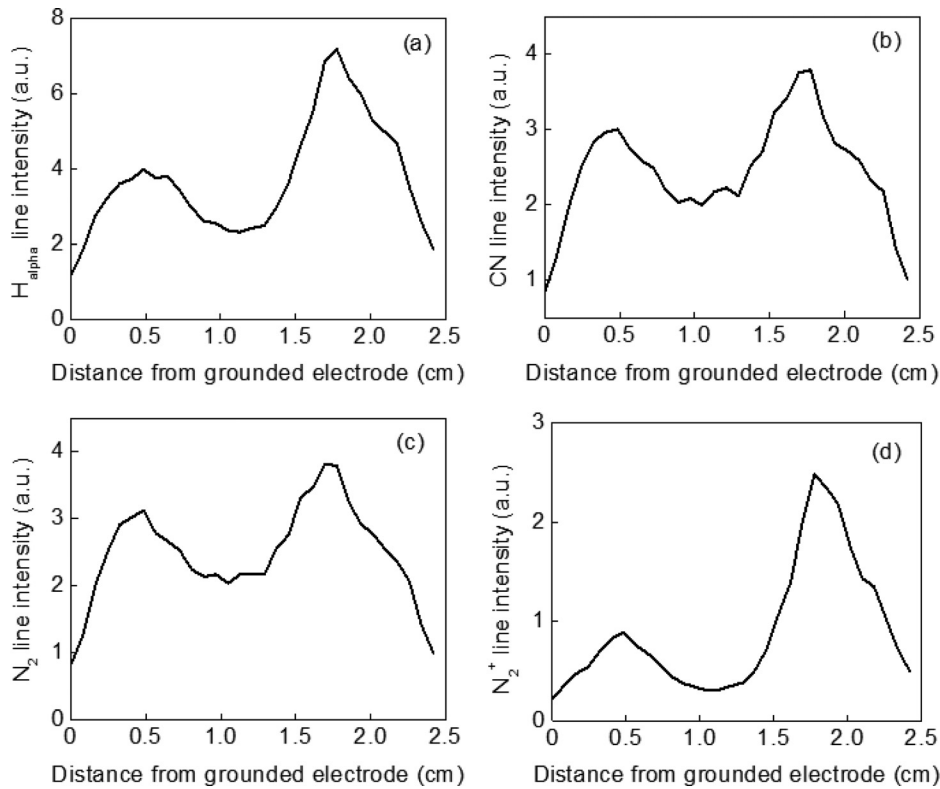 (a)
H_alpha line intensity (a.u.)
8
6
4
2
0
0 0.5 1.0 1.5 2.0 2.5
Distance from grounded electrode (cm)
(b)
CN line intensity (a.u.)
4
3
2
1
0 0.5 1.0 1.5 2.0 2.5
Distance from grounded electrode (cm)
(c)
N₂ line intensity (a.u.)
4
3
2
1
0
0 0.5 1.0 1.5 2.0 2.5
Distance from grounded electrode (cm)
(d)
N₂⁺ line intensity (a.u.)
3
2
1
0
0 0.5 1.0 1.5 2.0 2.5
Distance from grounded electrode (cm)